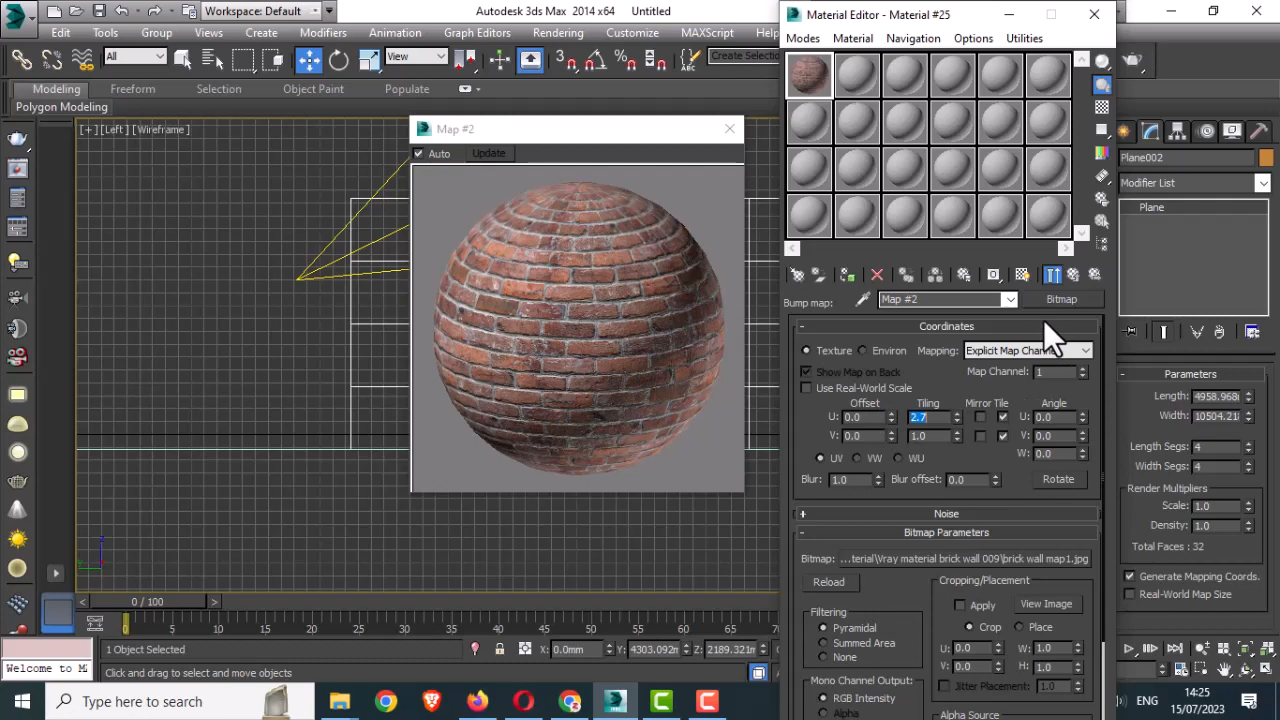 Workspace: Default
Autodesk 3ds Max 2014 x64
Untitled
Edit
Tools
Group
Views
Create
Modifiers
Animation
Graph Editors
Rendering
Customize
MAXScript
All
View
Create Selection
Modeling
Freeform
Selection
Object Paint
Populate
Polygon Modeling
[+] [Left] [Wireframe]
Map #2
Auto
Update
Material Editor - Material #25
Modes
Material
Navigation
Options
Utilities
Bump map:
Map #2
Bitmap
Coordinates
Texture
Environ
Mapping:
Explicit Map Channel
Show Map on Back
Map Channel:
1
Use Real-World Scale
Offset
Tiling
Mirror Tile
Angle
U: 0.0
2.7
U: 0.0
V: 0.0
1.0
V: 0.0
W: 0.0
UV
VW
WU
Blur: 1.0
Blur offset: 0.0
Rotate
Noise
Bitmap Parameters
Bitmap:
...terial\Vray material brick wall 009\brick wall map1.jpg
Reload
Cropping/Placement
Apply
View Image
Filtering
Pyramidal
Summed Area
None
Crop
Place
U: 0.0
W: 1.0
V: 0.0
H: 1.0
Jitter Placement:
1.0
Mono Channel Output:
RGB Intensity
Alpha
Alpha Source
Plane002
Modifier List
Plane
Parameters
Length: 4958.968
Width: 10504.21
Length Segs: 4
Width Segs: 4
Render Multipliers
Scale: 1.0
Density: 1.0
Total Faces : 32
Generate Mapping Coords.
Real-World Map Size
0 / 100
0
5
10
15
20
25
30
35
40
45
50
55
60
65
70
1 Object Selected
X: 0.0mm
Y: 4303.092m
Z: 2189.321m
Welcome to M
Click and drag to select and move objects
Type here to search
ENG
14:25
15/07/2023